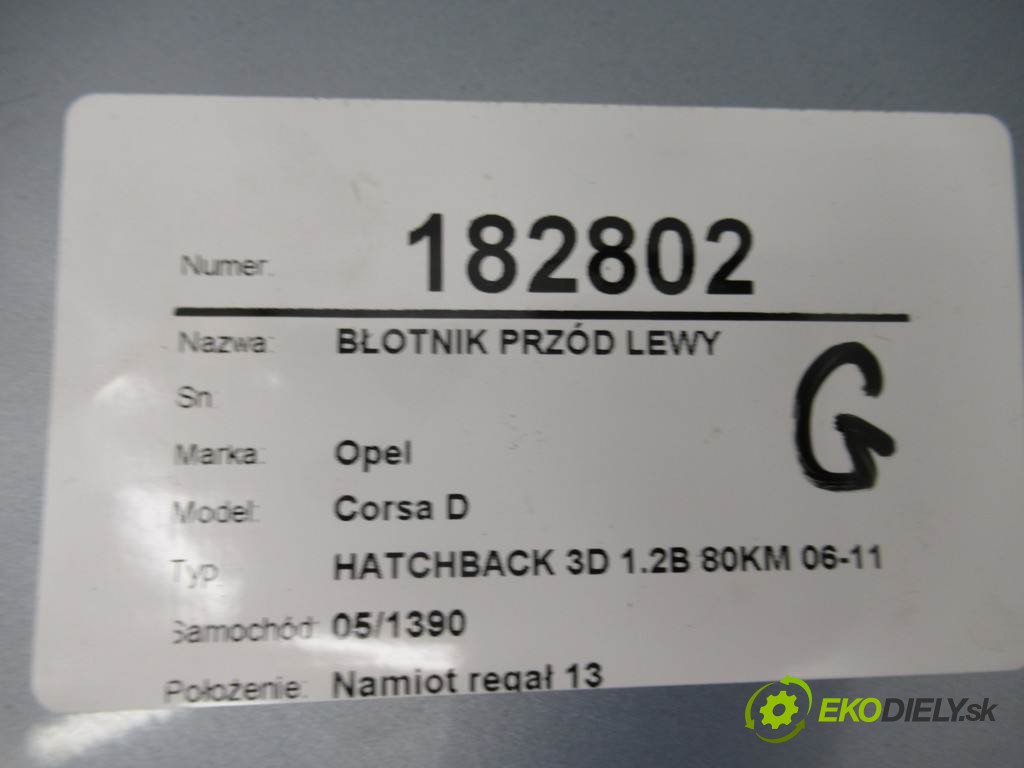 Numer: 182802
Nazwa: BŁOTNIK PRZÓD LEWY
Sn
Marka: Opel
Model: Corsa D
Typ HATCHBACK 3D 1.2B 80KM 06-11
Samochód: 05/1390
Położenie: Namiot regał 13
G
EKODIELY.sk